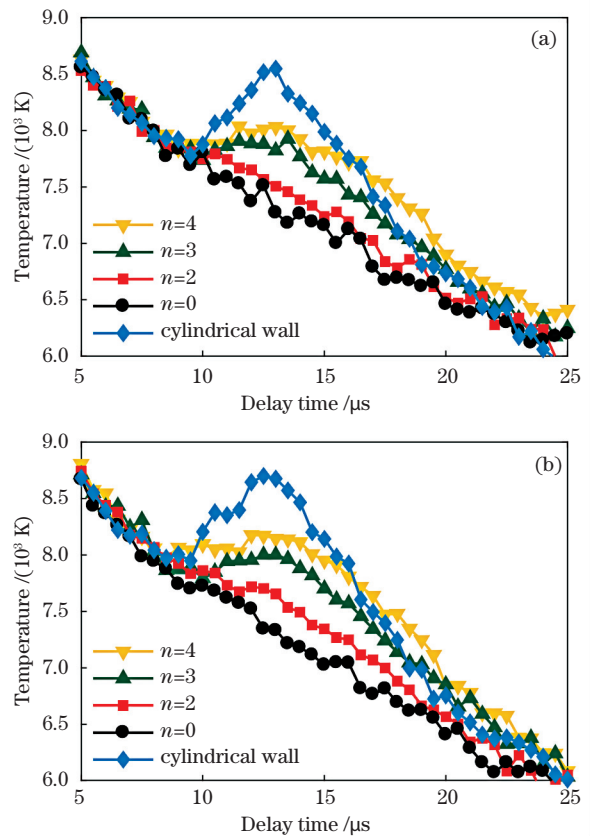 9.0
(a)
8.5
8.0
7.5
7.0
6.5
6.0
Temperature /(10³ K)
n=4
n=3
n=2
n=0
cylindrical wall
5 10 15 20 25
Delay time /μs
9.0
(b)
8.5
8.0
7.5
7.0
6.5
6.0
Temperature /(10³ K)
n=4
n=3
n=2
n=0
cylindrical wall
5 10 15 20 25
Delay time /μs